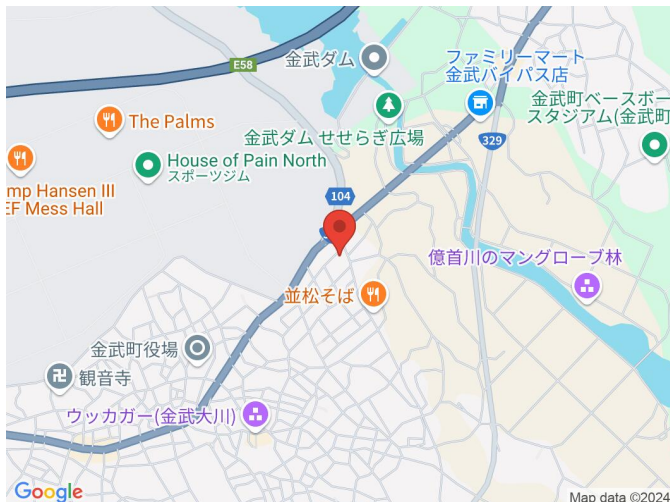 金武ダム
ファミリーマート
金武バイパス店
E58
The Palms
金武町ベースボー
スタジアム(金武町
金武ダム せせらぎ広場
329
House of Pain North
スポーツジム
mp Hansen III
EF Mess Hall
104
億首川のマングローブ林
並松そば
金武町役場
観音寺
ウッカガー(金武大川)
Google
Map data ©2024